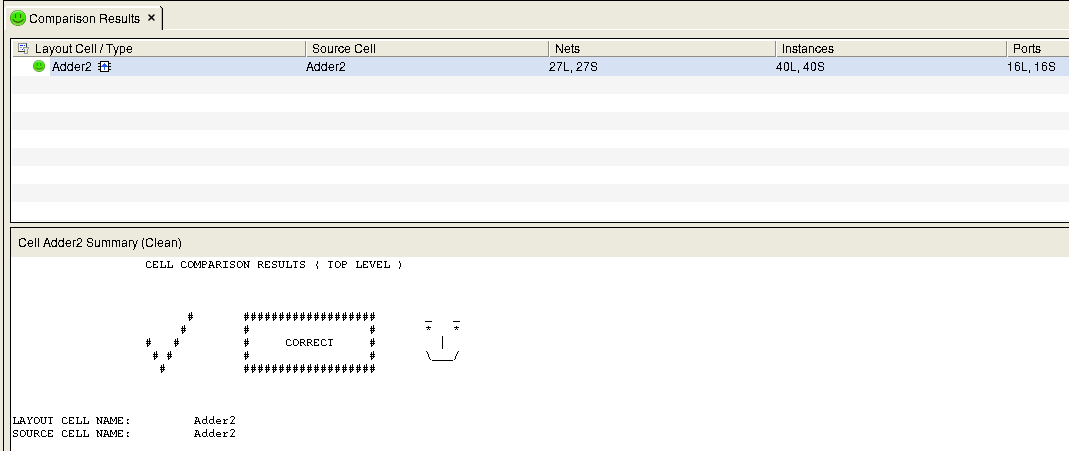 Comparison Results ×
Layout Cell / Type Source Cell Nets Instances Ports
Adder2 Adder2 27L, 27S 40L, 40S 16L, 16S
Cell Adder2 Summary (Clean)
CELL COMPARISON RESULTS ( TOP LEVEL )
# ################### _ _
# # # * *
# # # CORRECT # |
# # # # \___/
# ###################
LAYOUT CELL NAME: Adder2
SOURCE CELL NAME: Adder2